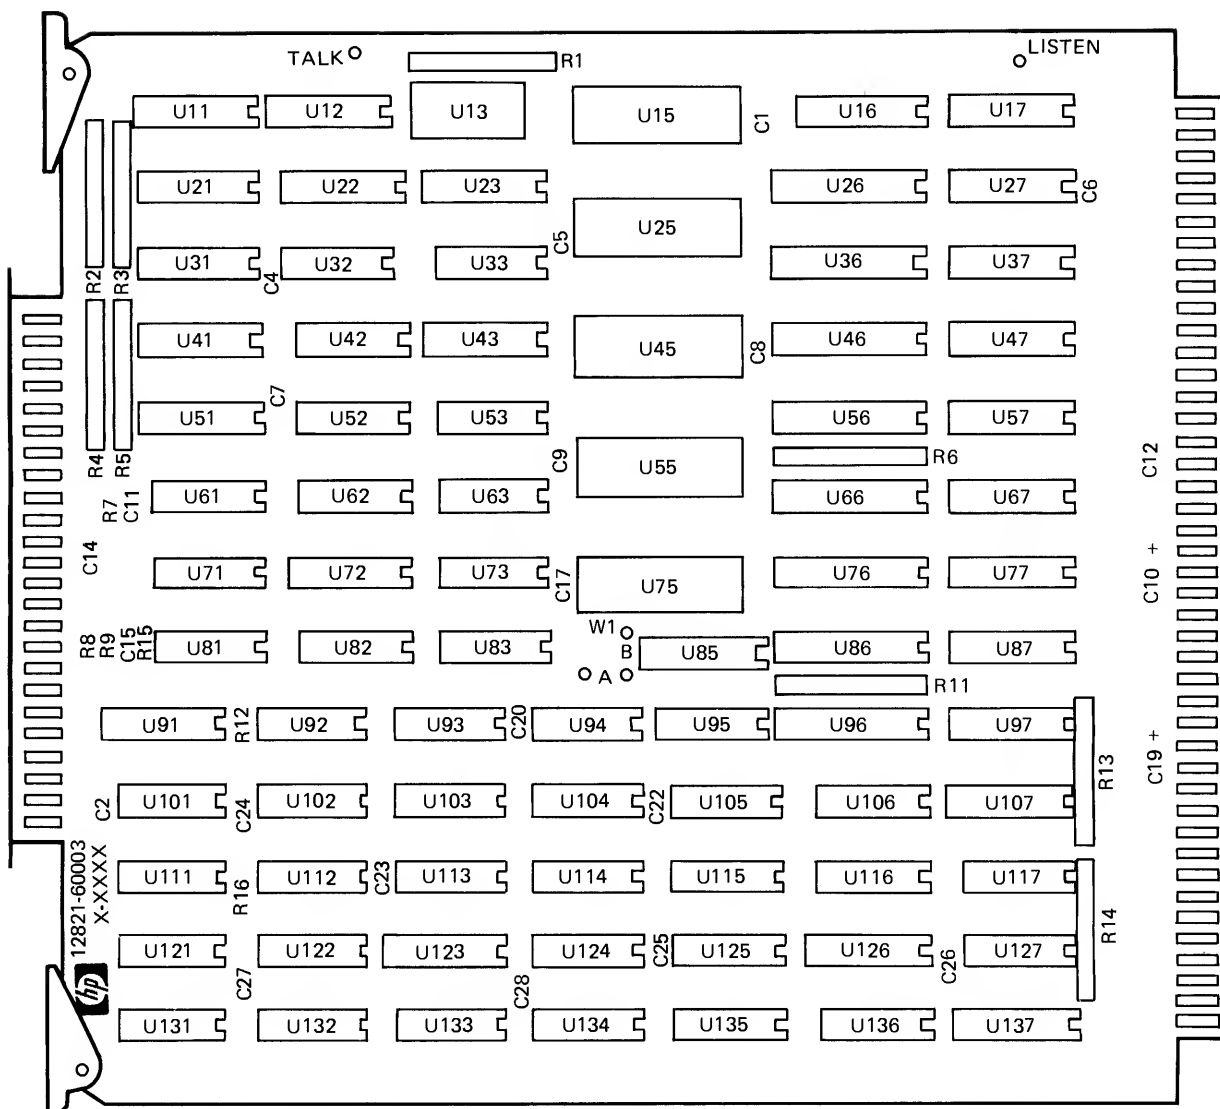 TALK
R1
LISTEN
U11 U12 U13 U15 C1 U16 U17
U21 U22 U23 U25 U26 U27 C6
C5
R2 R3 U31 C4 U32 U33 U36 U37
U41 U42 U43 U45 C8 U46 U47
C7
U51 U52 U53 U56 U57
R4 R5 C9 U55 R6 C12
R7 C11 U61 U62 U63 U66 U67
C14 U71 U72 U73 C17 U75 U76 U77 C10 +
W1
R8 R9 C15 R15 U81 U82 U83 B U85 U86 U87
A R11
U91 R12 U92 U93 C20 U94 U95 U96 U97 R13 C19 +
C2 U101 C24 U102 U103 U104 C22 U105 U106 U107
12821-60003
X-XXXX
U111 R16 U112 C23 U113 U114 U115 U116 U117 R14
U121 U122 U123 U124 C25 U125 U126 C26 U127
hp C27 C28
U131 U132 U133 U134 U135 U136 U137